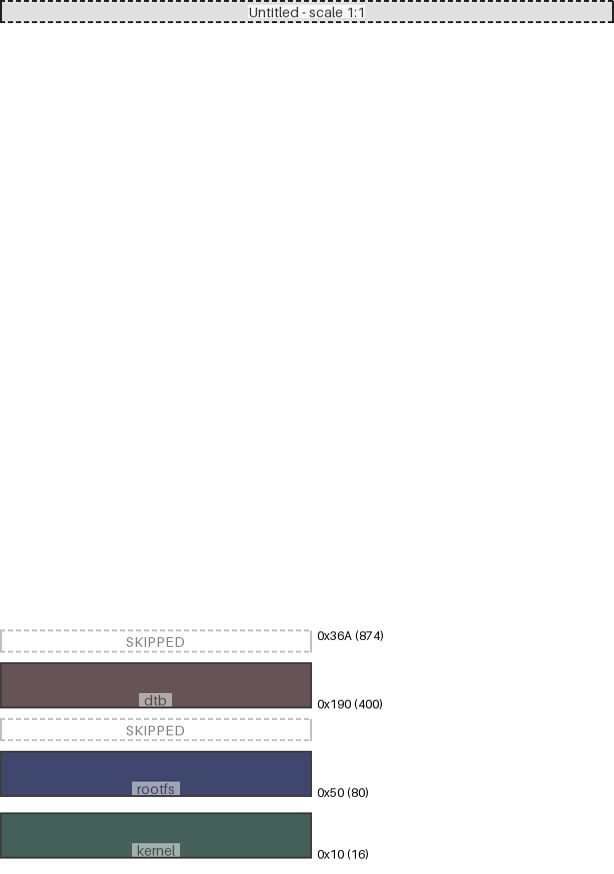 Untitled - scale 1:1
SKIPPED
0x36A (874)
dtb
0x190 (400)
SKIPPED
rootfs
0x50 (80)
kernel
0x10 (16)